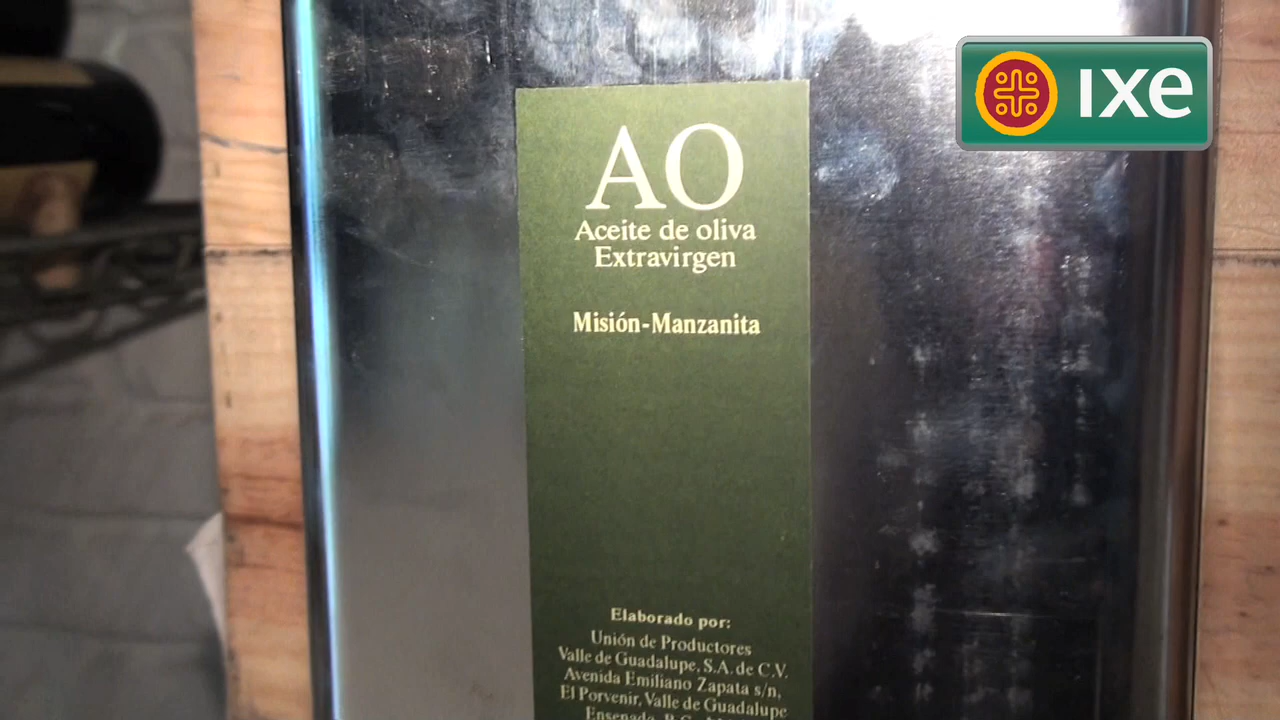 ıxe
AO
Aceite de oliva
Extravirgen
Misión-Manzanita
Elaborado por:
Unión de Productores
Valle de Guadalupe, S.A. de C.V.
Avenida Emiliano Zapata s/n,
El Porvenir, Valle de Guadalupe
Ensenada, B.C.